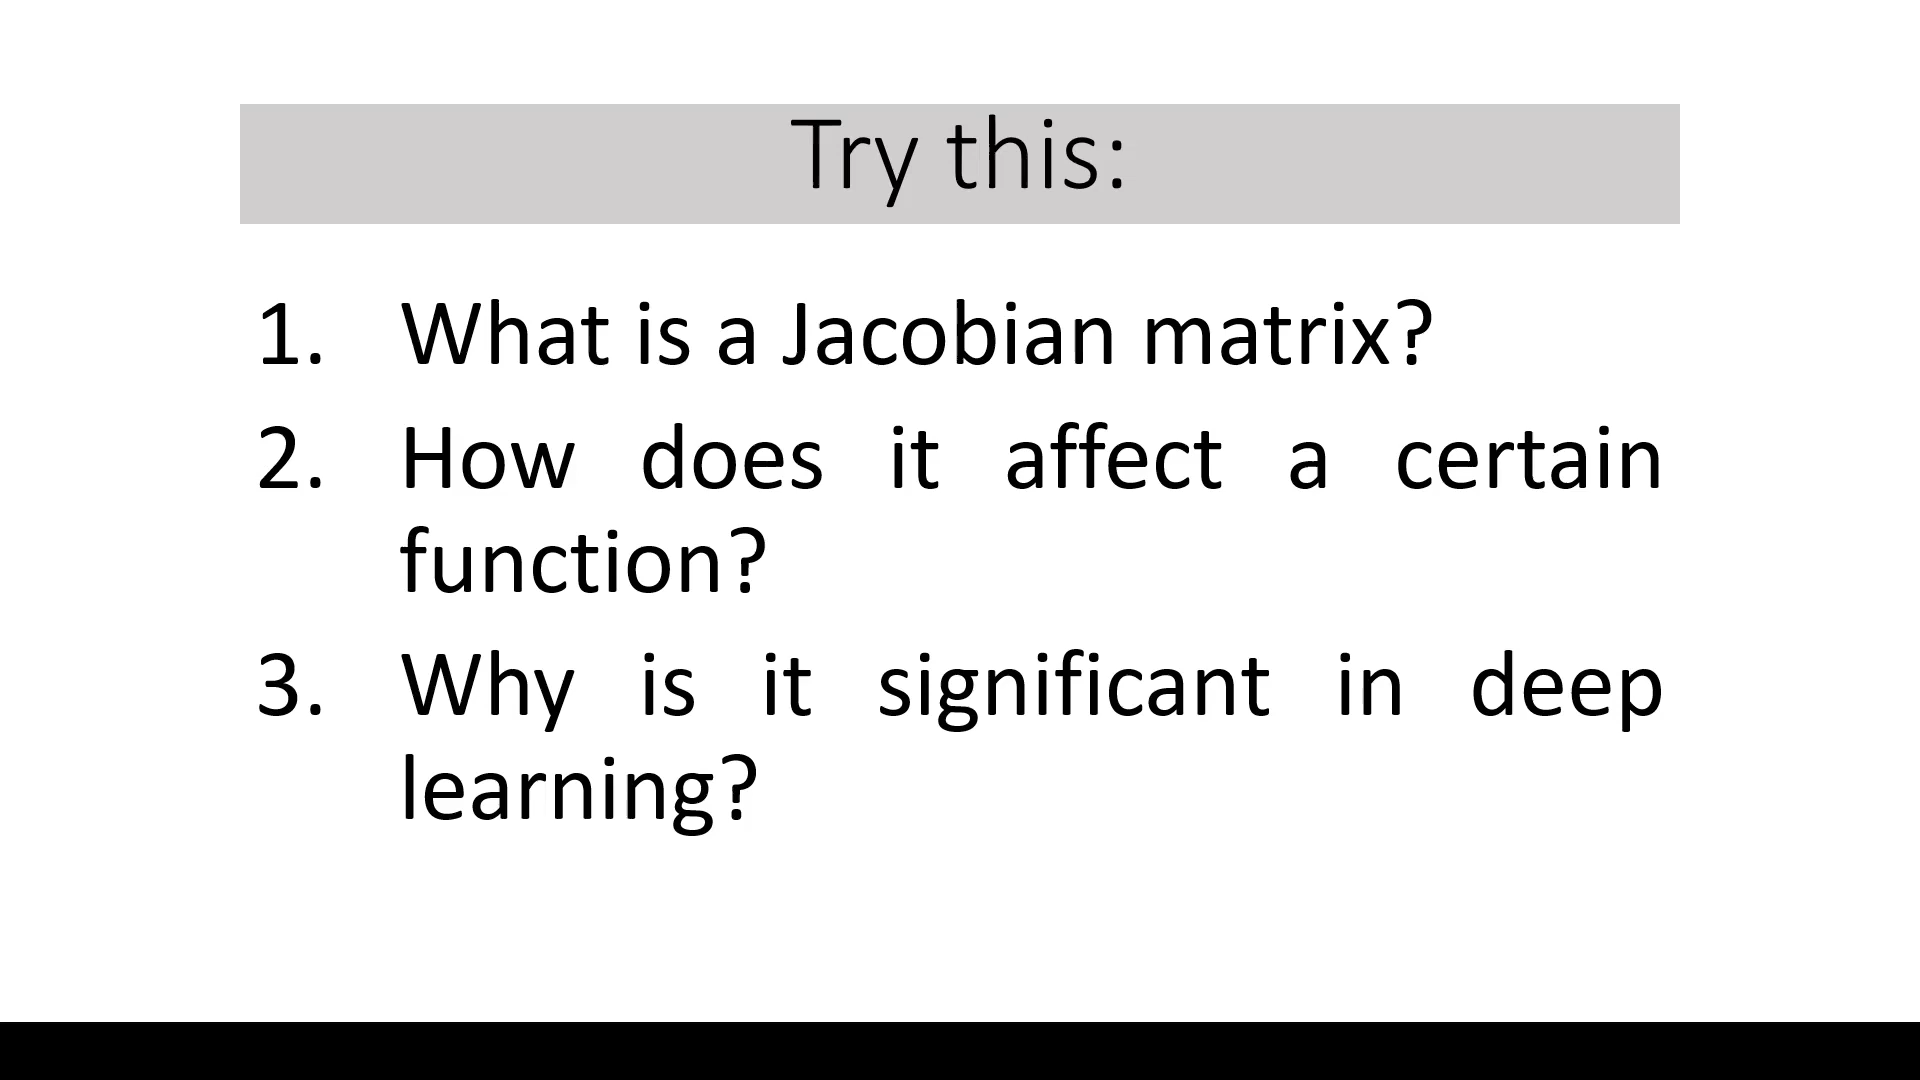 Try this:
1. What is a Jacobian matrix?
2. How does it affect a certain
function?
3. Why is it significant in deep
learning?